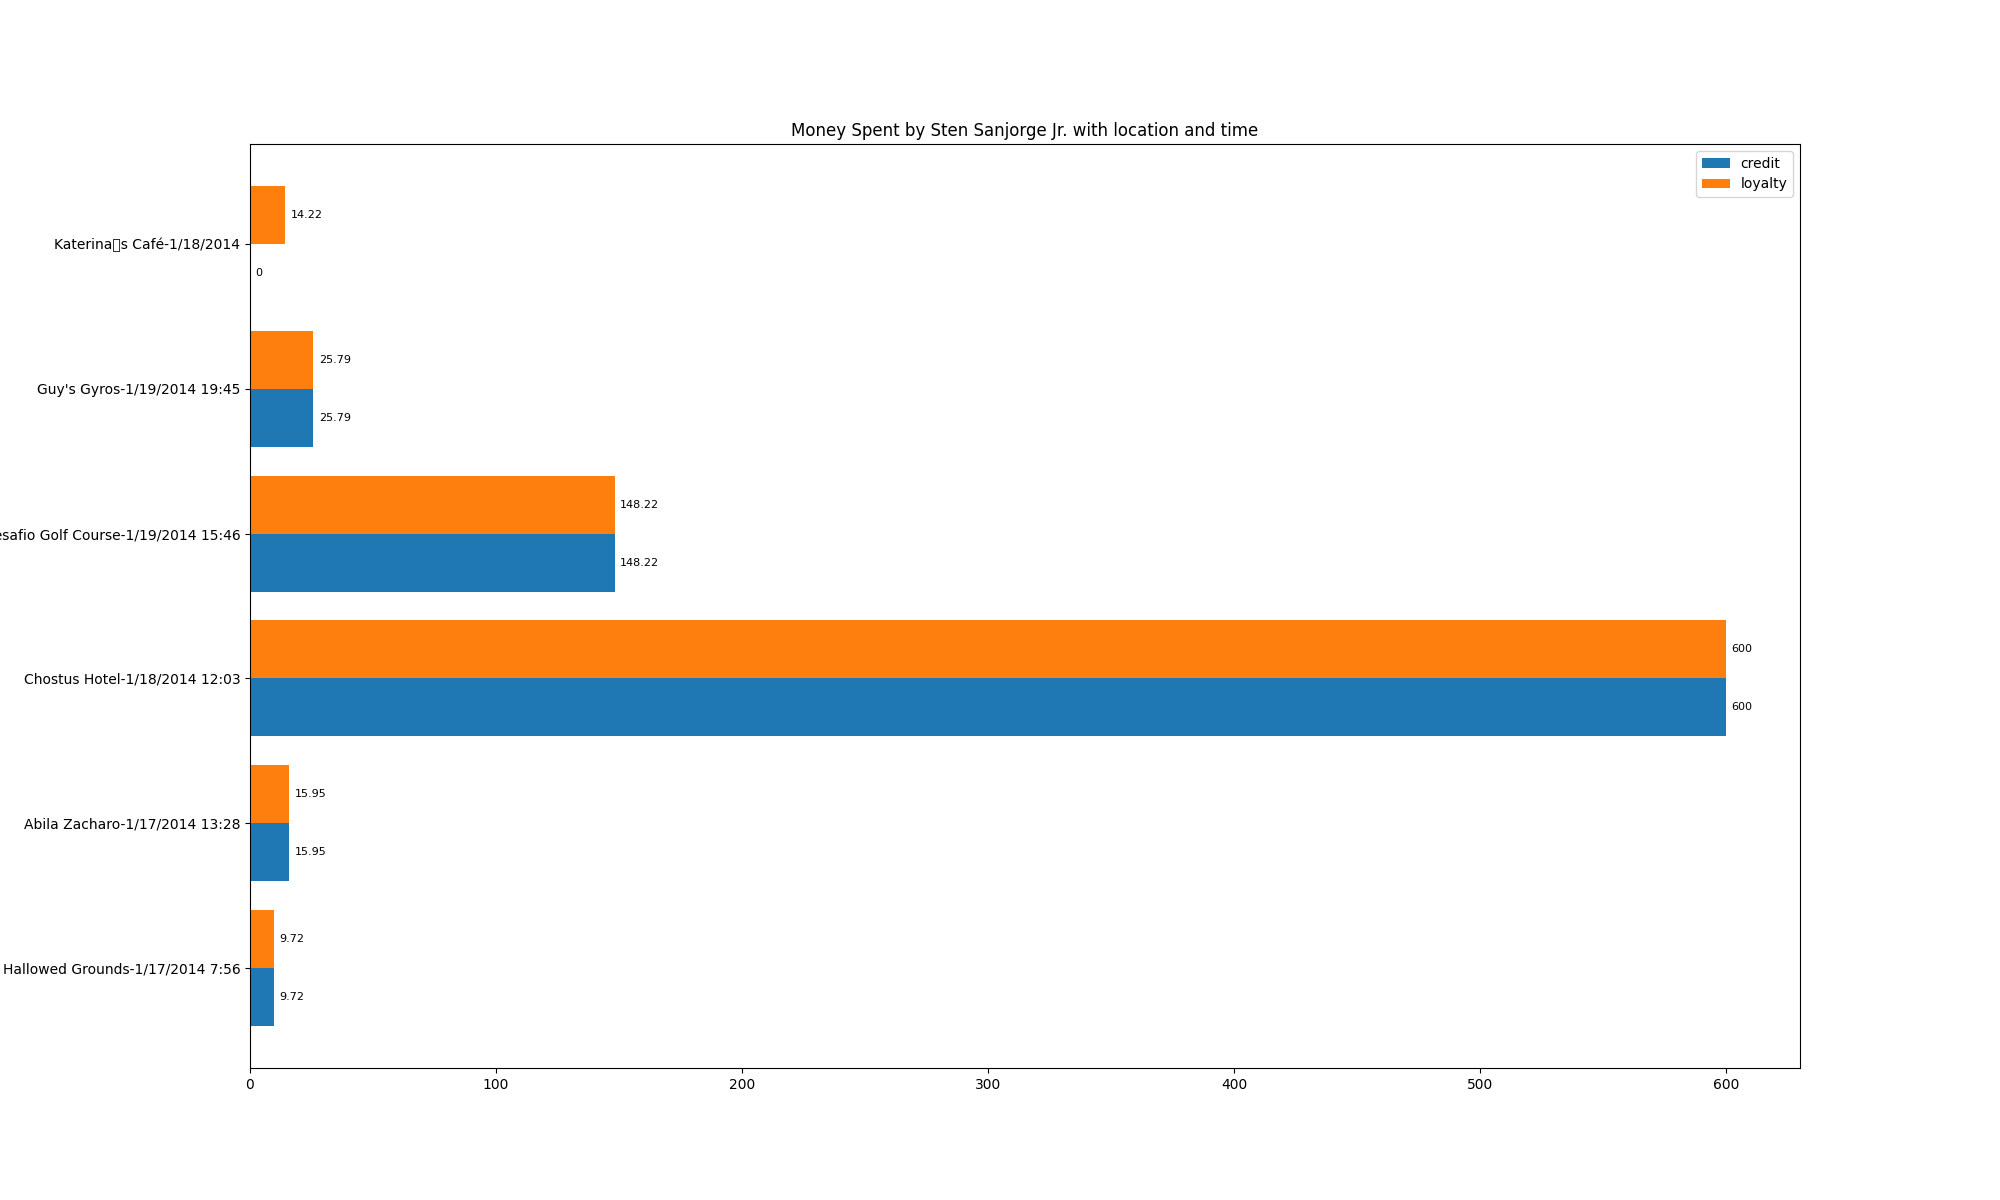 Money Spent by Sten Sanjorge Jr. with location and time
credit
loyalty
14.22
Katerina▯s Café-1/18/2014
0
25.79
Guy's Gyros-1/19/2014 19:45
25.79
148.22
Golf Course-1/19/2014 15:46
148.22
600
Chostus Hotel-1/18/2014 12:03
600
15.95
Abila Zacharo-1/17/2014 13:28
15.95
9.72
Hallowed Grounds-1/17/2014 7:56
9.72
0 100 200 300 400 500 600